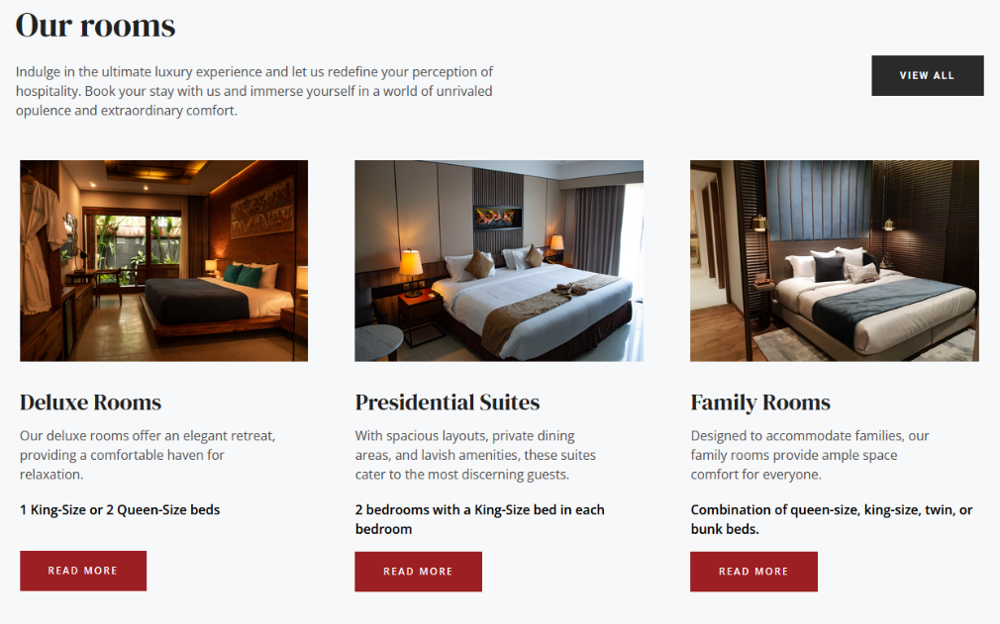 Our rooms
Indulge in the ultimate luxury experience and let us redefine your perception of
hospitality. Book your stay with us and immerse yourself in a world of unrivaled
opulence and extraordinary comfort.
VIEW ALL
Deluxe Rooms
Our deluxe rooms offer an elegant retreat,
providing a comfortable haven for
relaxation.
1 King-Size or 2 Queen-Size beds
READ MORE
Presidential Suites
With spacious layouts, private dining
areas, and lavish amenities, these suites
cater to the most discerning guests.
2 bedrooms with a King-Size bed in each
bedroom
READ MORE
Family Rooms
Designed to accommodate families, our
family rooms provide ample space
comfort for everyone.
Combination of queen-size, king-size, twin, or
bunk beds.
READ MORE